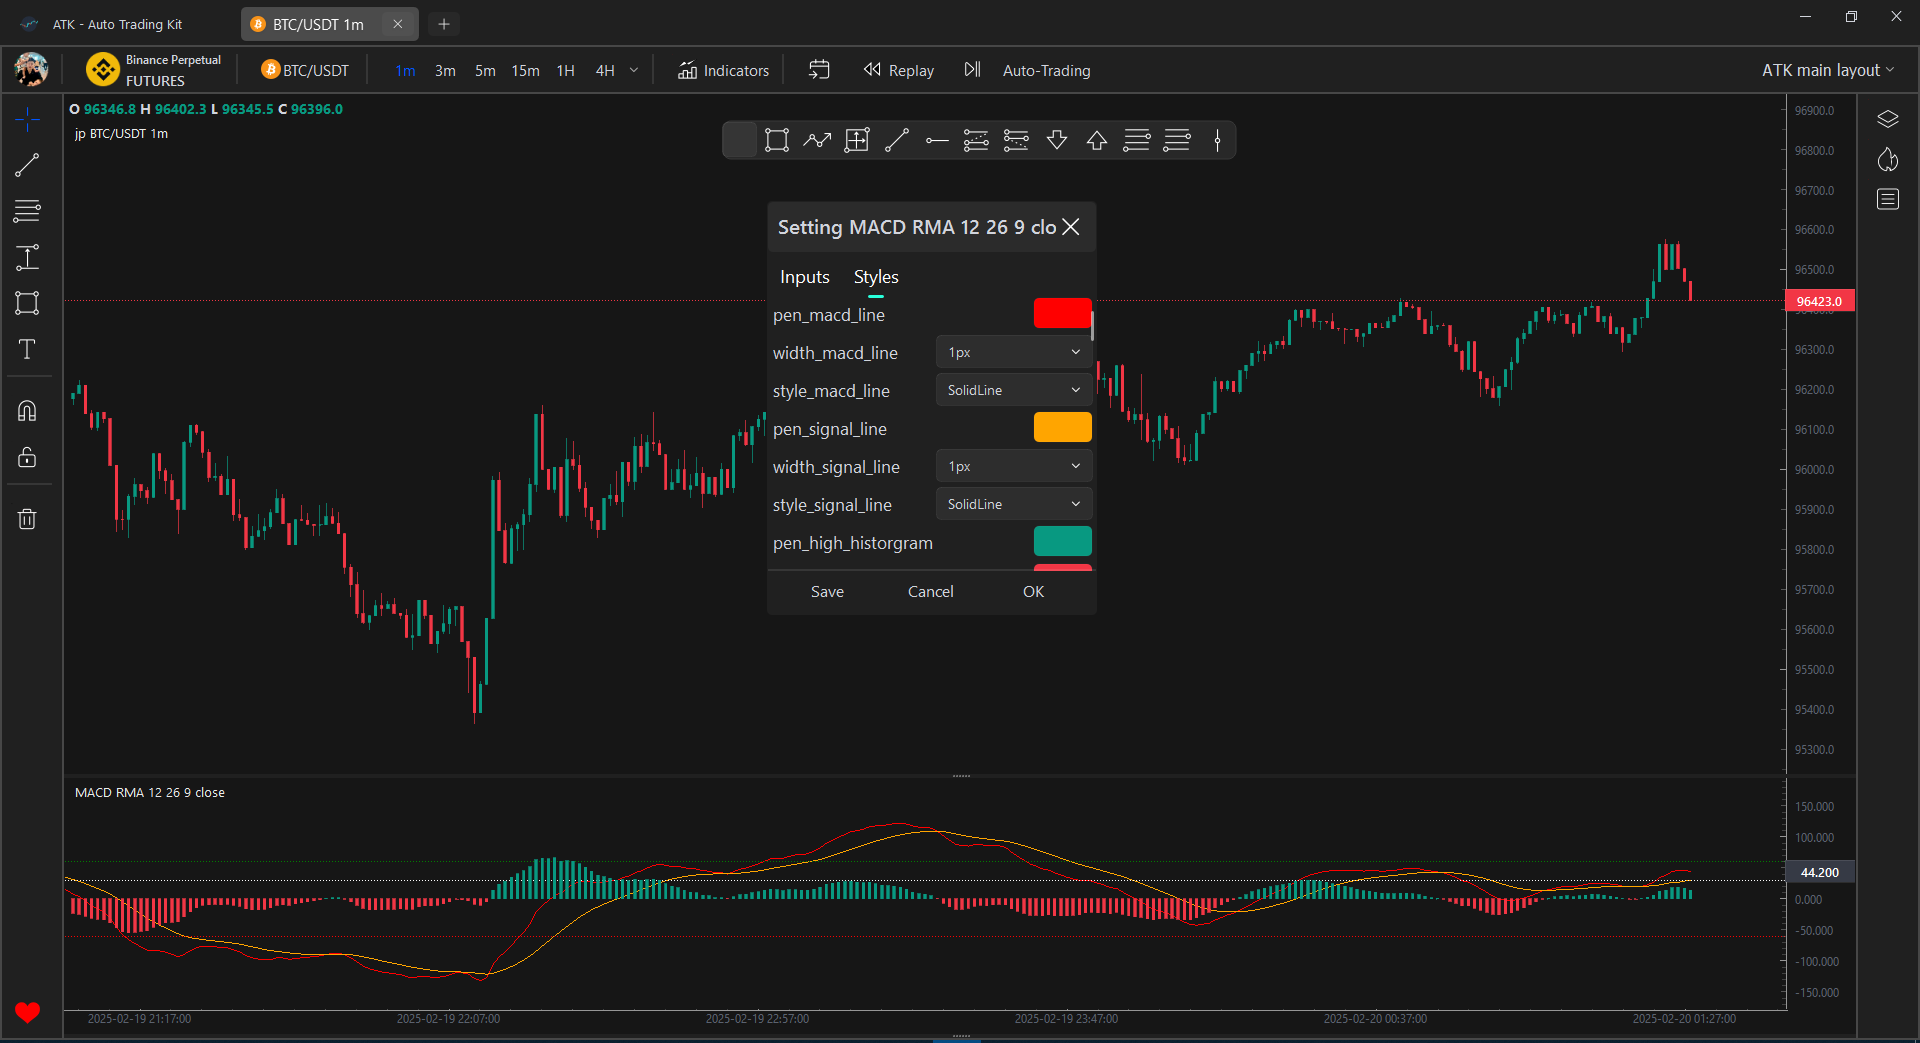 ATK - Auto Trading Kit
BTC/USDT 1m
Binance Perpetual
FUTURES
BTC/USDT
1m 3m 5m 15m 1H 4H
Indicators
Replay
Auto-Trading
ATK main layout
O 96346.8 H 96402.3 L 96345.5 C 96396.0
jp BTC/USDT 1m
Setting MACD RMA 12 26 9 clo
Inputs Styles
pen_macd_line
width_macd_line 1px
style_macd_line SolidLine
pen_signal_line
width_signal_line 1px
style_signal_line SolidLine
pen_high_historgram
Save Cancel OK
96900.0
96800.0
96700.0
96600.0
96500.0
96423.0
96300.0
96200.0
96100.0
96000.0
95900.0
95800.0
95700.0
95600.0
95500.0
95400.0
95300.0
MACD RMA 12 26 9 close
150.000
100.000
44.200
0.000
-50.000
-100.000
-150.000
2025-02-19 21:17:00
2025-02-19 22:07:00
2025-02-19 22:57:00
2025-02-19 23:47:00
2025-02-20 00:37:00
2025-02-20 01:27:00